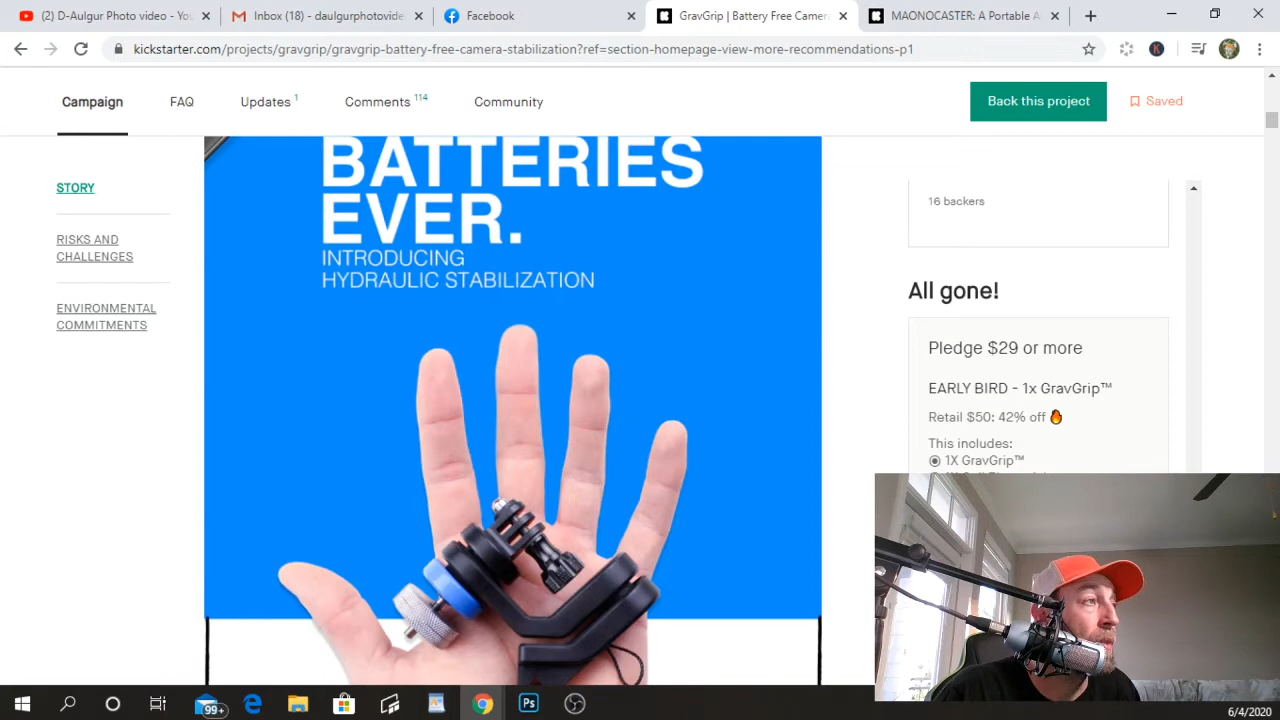 D-Aulgur Photo video - You
Inbox (18) - daulgurphotovide
Facebook
GravGrip | Battery Free Camera
MAONOCASTER: A Portable A
kickstarter.com/projects/gravgrip/gravgrip-battery-free-camera-stabilization?ref=section-homepage-view-more-recommendations-p1
Campaign
FAQ
Updates 1
Comments 114
Community
Back this project
Saved
STORY
RISKS AND
CHALLENGES
ENVIRONMENTAL
COMMITMENTS
BATTERIES
EVER.
INTRODUCING
HYDRAULIC STABILIZATION
16 backers
All gone!
Pledge $29 or more
EARLY BIRD - 1x GravGrip™
Retail $50: 42% off
This includes:
1X GravGrip™
99+
Ps
6/4/2020